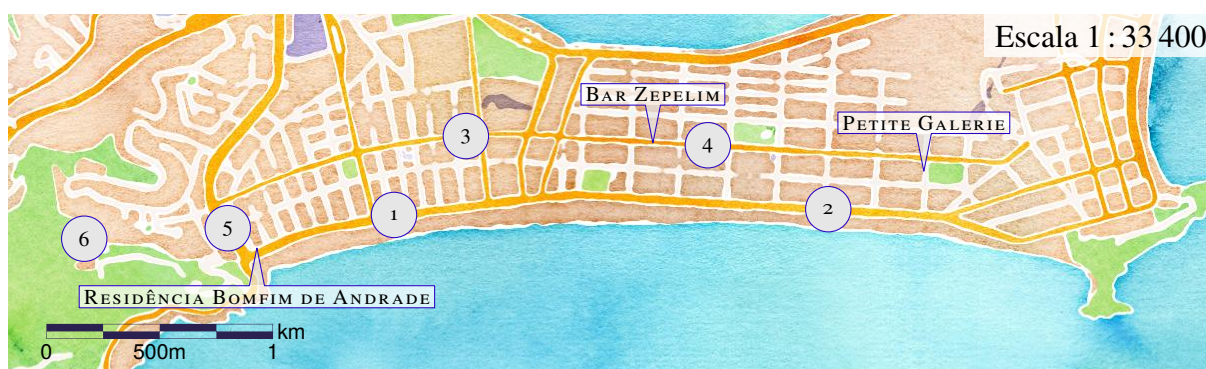 Escala 1 : 33 400
BAR ZEPELIM
PETITE GALERIE
3
4
1
2
5
6
RESIDÊNCIA BOMFIM DE ANDRADE
km
0 500m 1